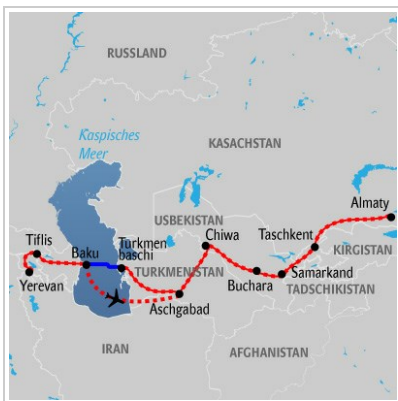 RUSSLAND
Kaspisches
Meer
KASACHSTAN
Almaty
USBEKISTAN
Tiflis
Baku
Türkmen
baschi
Chiwa
Taschkent
KIRGISTAN
TURKMENISTAN
Yerevan
Buchara
Samarkand
TADSCHIKISTAN
Aschgabad
IRAN
AFGHANISTAN